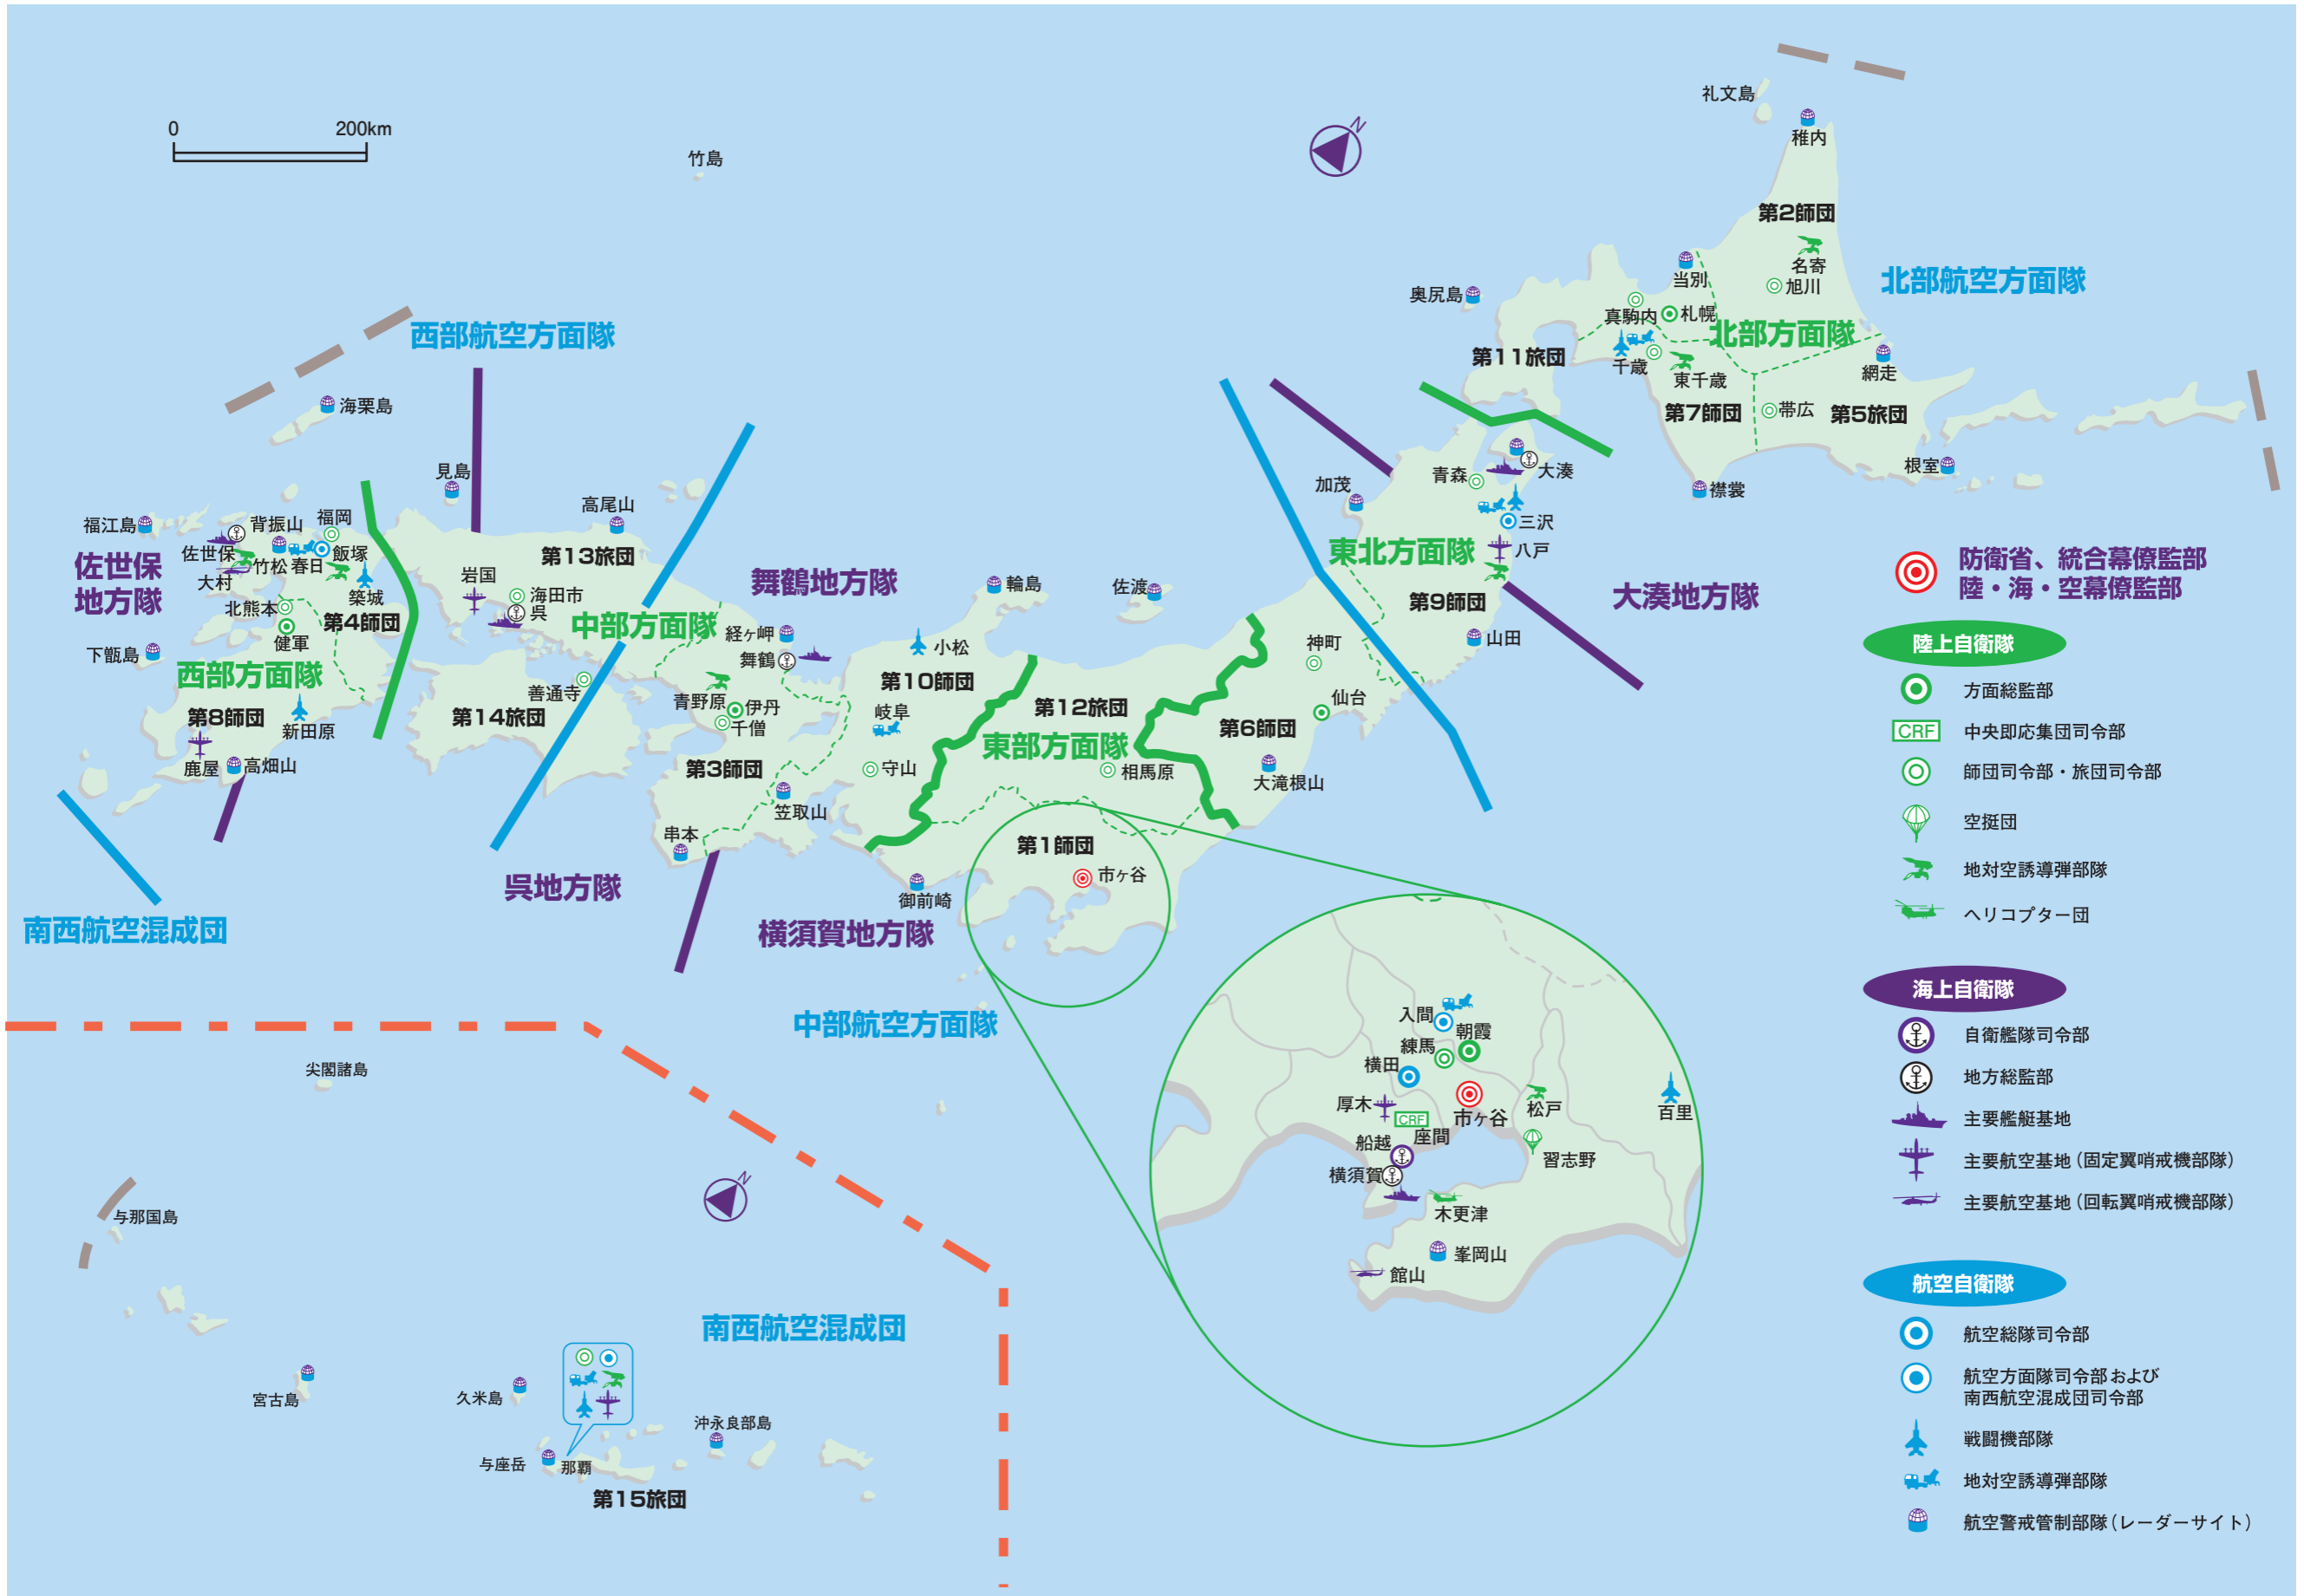 0 200km
竹島
N
礼文島
稚内
第2師団
名寄
旭川
当別
北部航空方面隊
奥尻島
真駒内
札幌
北部方面隊
第11旅団
千歳
東千歳
網走
第7師団
帯広
第5旅団
根室
襟裳
西部航空方面隊
海栗島
見島
高尾山
福江島
背振山
福岡
佐世保
竹松
春日
飯塚
大村
築城
佐世保
地方隊
北熊本
第4師団
健軍
下甑島
西部方面隊
第8師団
新田原
鹿屋
高畑山
南西航空混成団
第13旅団
岩国
海田市
呉
中部方面隊
善通寺
第14旅団
舞鶴地方隊
経ヶ岬
舞鶴
青野原
伊丹
千僧
第3師団
笠取山
串本
呉地方隊
輪島
小松
第10師団
岐阜
守山
御前崎
横須賀地方隊
中部航空方面隊
佐渡
第12旅団
東部方面隊
相馬原
第1師団
市ヶ谷
加茂
青森
大湊
三沢
八戸
東北方面隊
第9師団
山田
大湊地方隊
神町
仙台
第6師団
大滝根山
入間
朝霞
練馬
横田
厚木
CRF
座間
市ヶ谷
松戸
百里
船越
横須賀
習志野
木更津
峯岡山
館山
尖閣諸島
与那国島
N
南西航空混成団
宮古島
久米島
沖永良部島
与座岳
那覇
第15旅団
防衛省、統合幕僚監部
陸・海・空幕僚監部
陸上自衛隊
方面総監部
CRF 中央即応集団司令部
師団司令部・旅団司令部
空挺団
地対空誘導弾部隊
ヘリコプター団
海上自衛隊
自衛艦隊司令部
地方総監部
主要艦艇基地
主要航空基地（固定翼哨戒機部隊）
主要航空基地（回転翼哨戒機部隊）
航空自衛隊
航空総隊司令部
航空方面隊司令部および
南西航空混成団司令部
戦闘機部隊
地対空誘導弾部隊
航空警戒管制部隊（レーダーサイト）